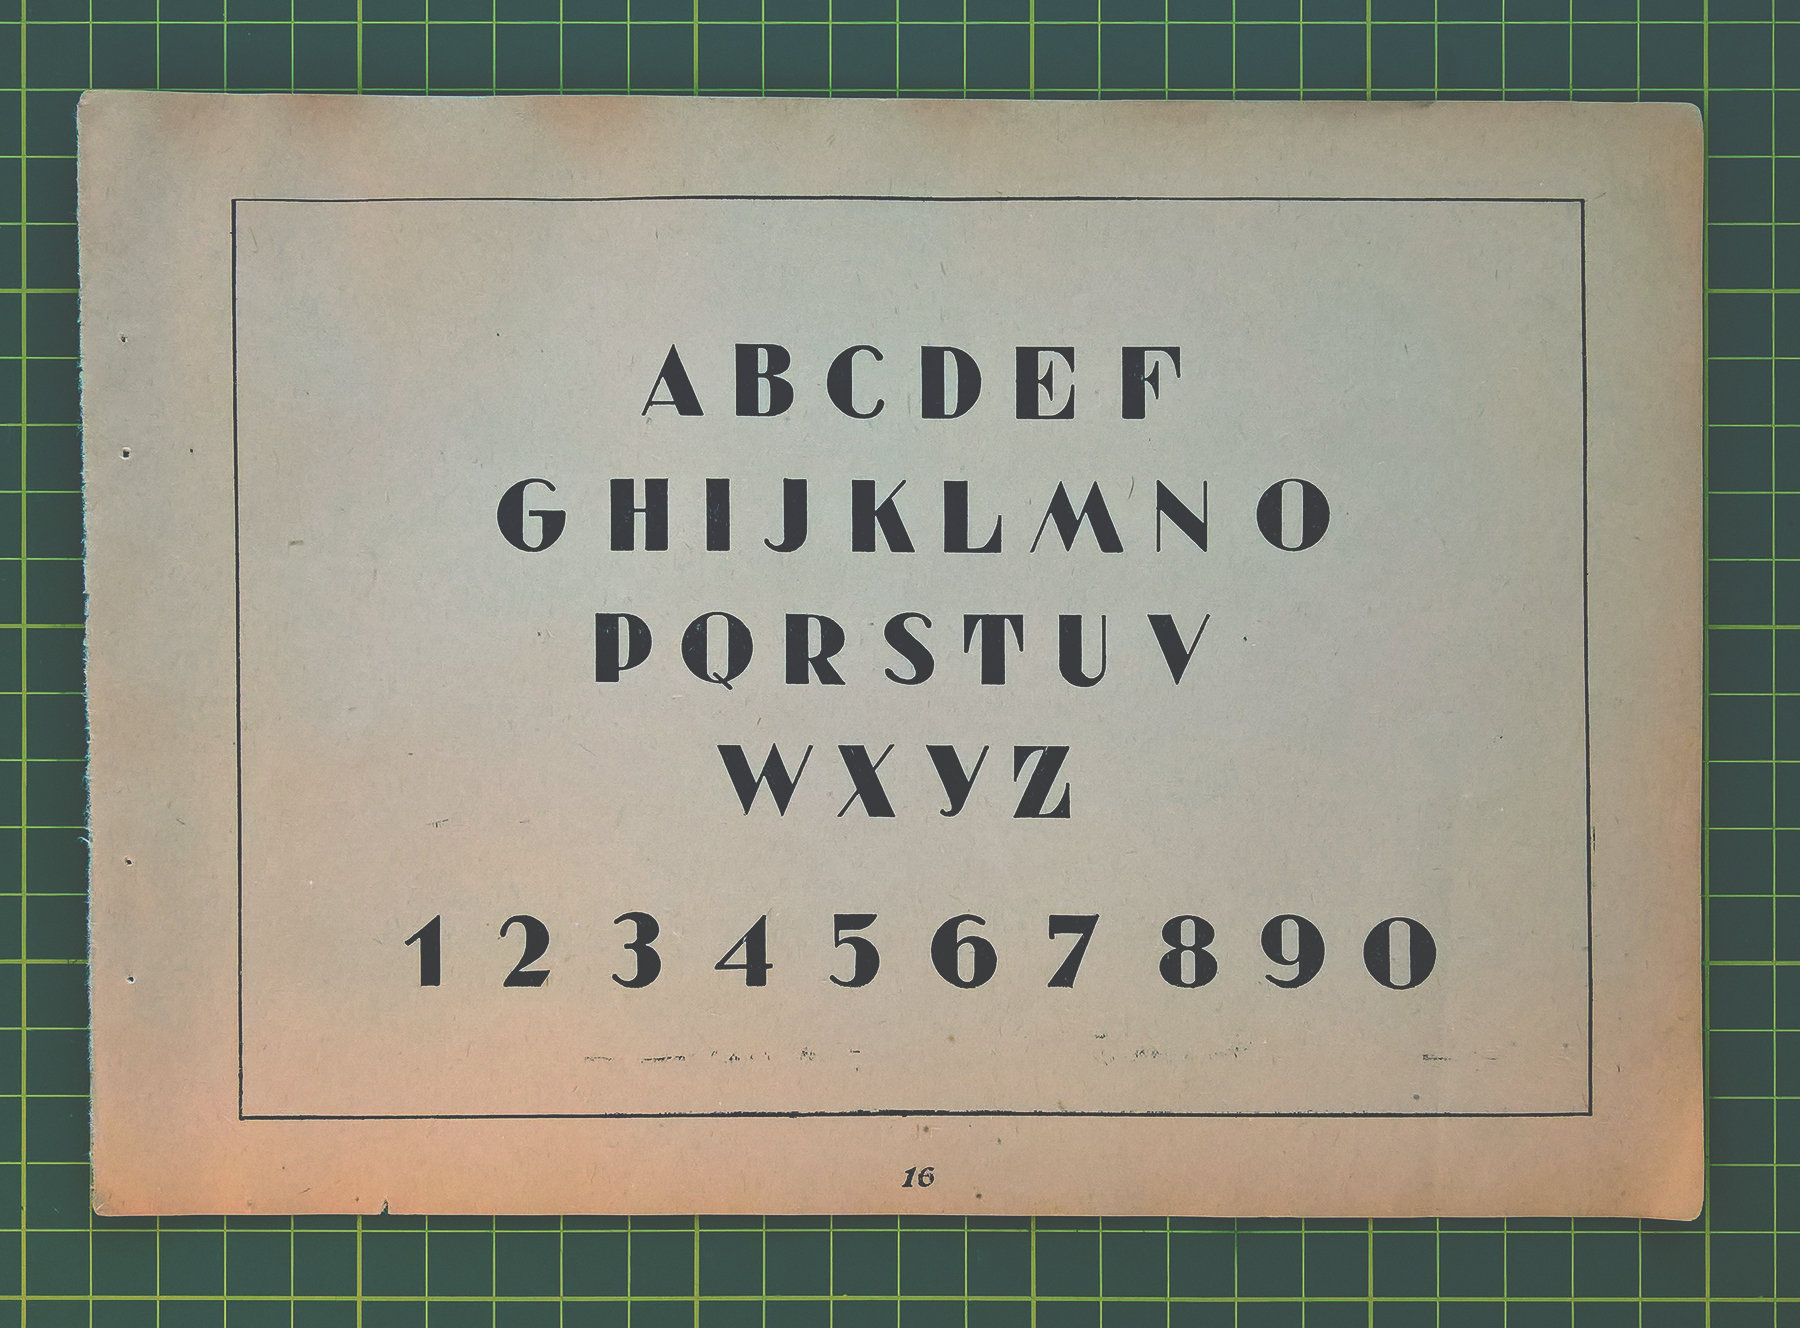 ABCDEF
GHIJKLMNO
PQRSTUV
WXYZ
1234567890
16